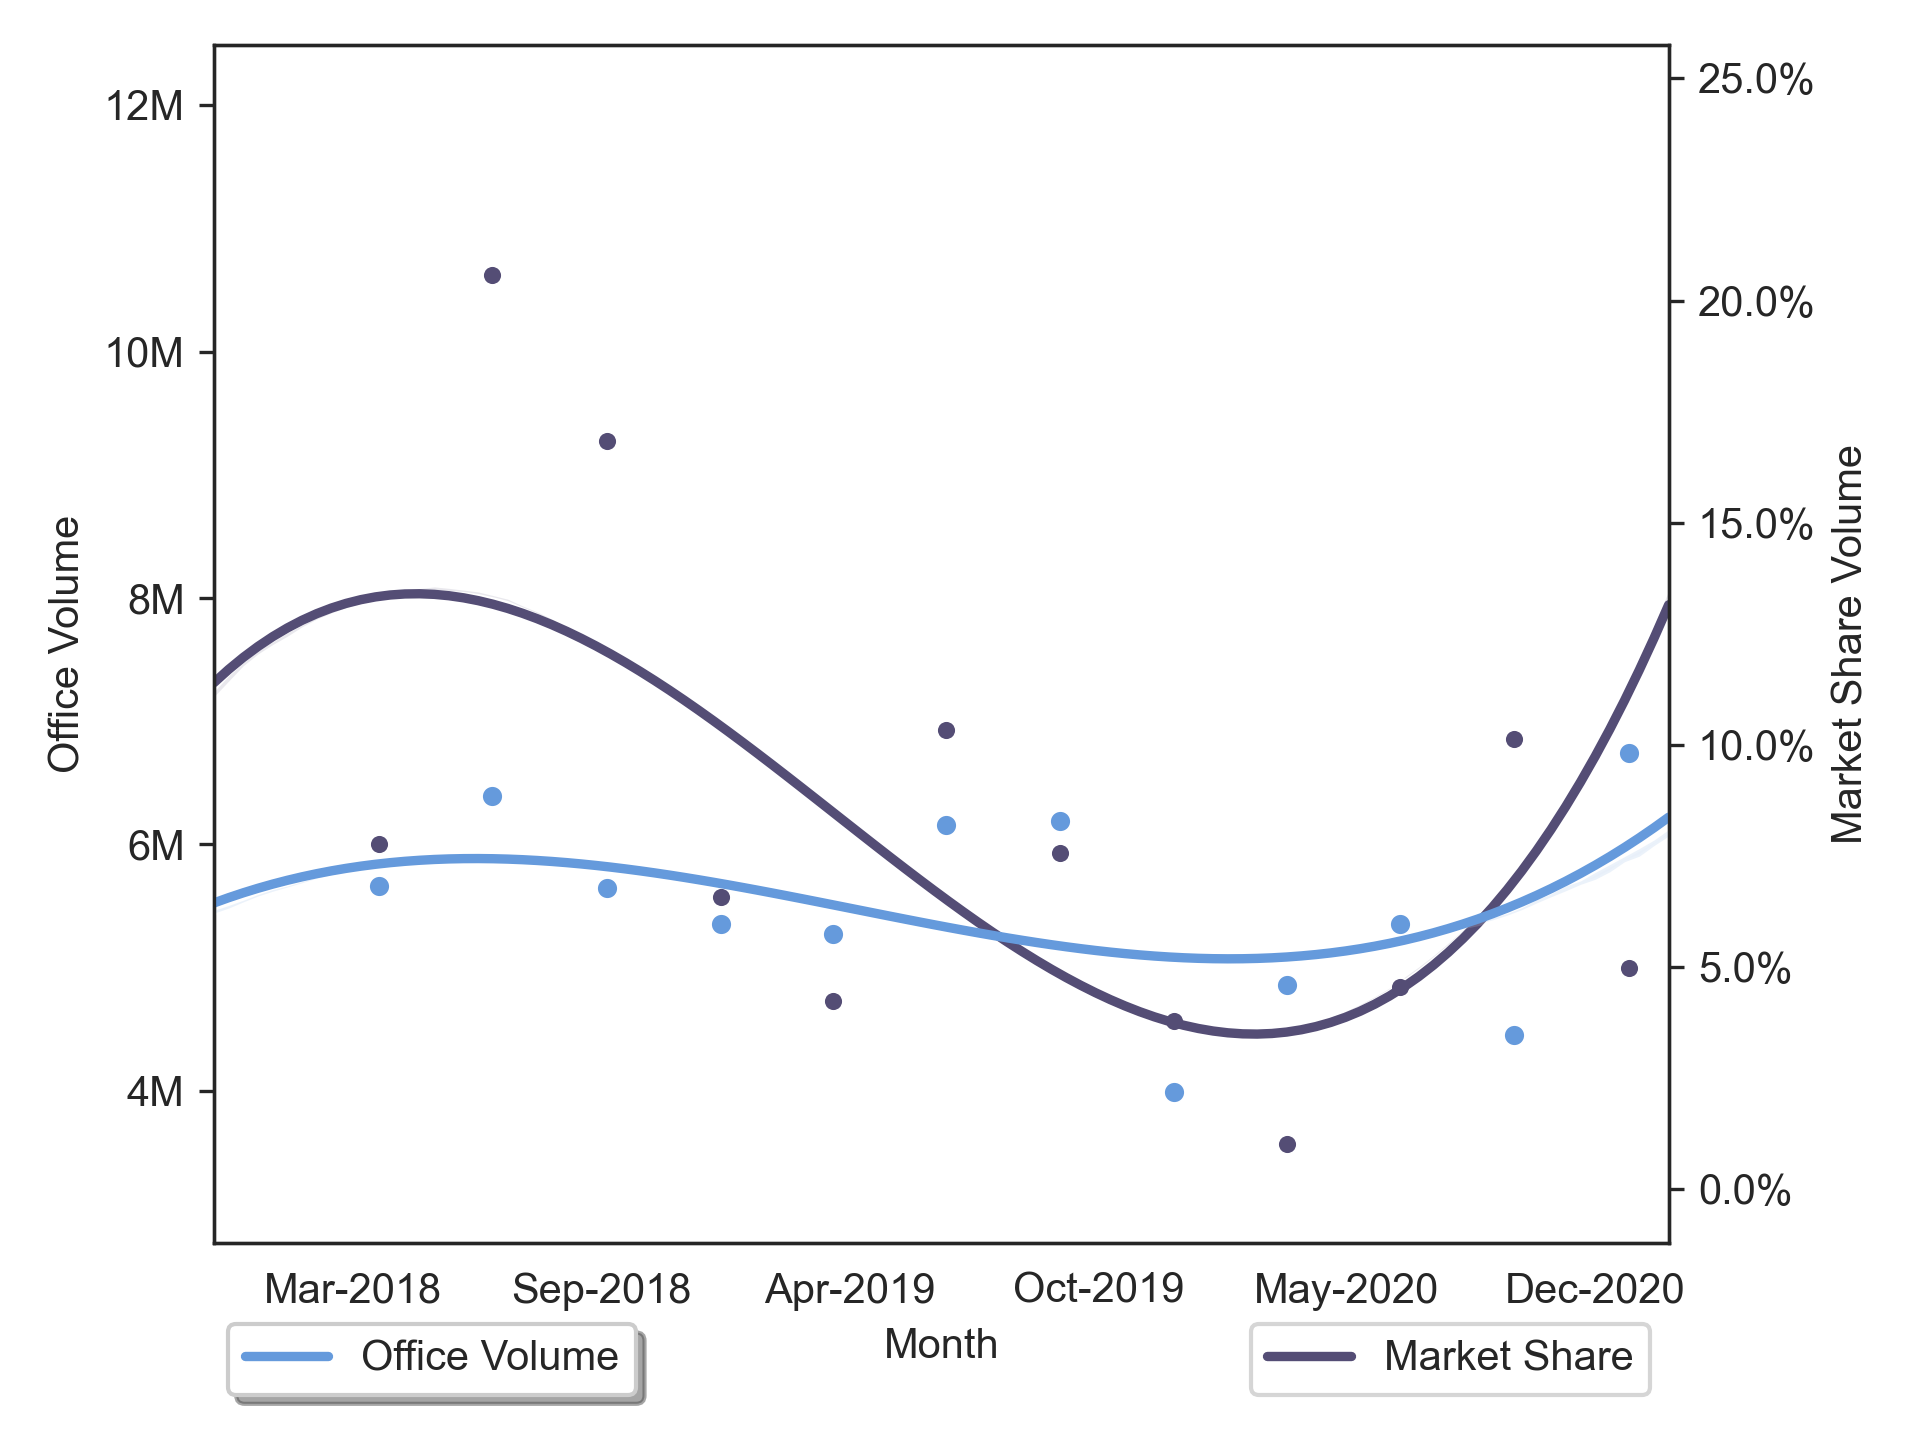 12M
10M
8M
6M
4M
Office Volume
25.0%
20.0%
15.0%
10.0%
5.0%
0.0%
Market Share Volume
Mar-2018 Sep-2018 Apr-2019 Oct-2019 May-2020 Dec-2020
Month
Office Volume
Market Share